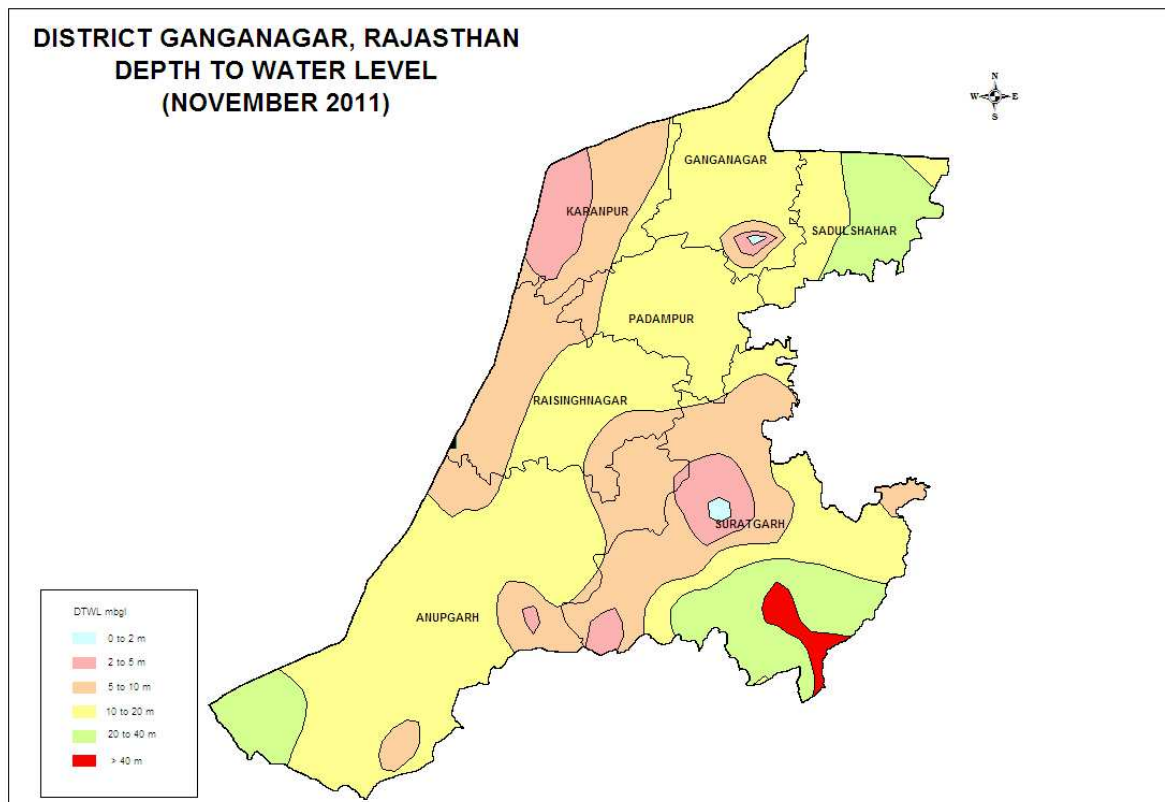 DISTRICT GANGANAGAR, RAJASTHAN
DEPTH TO WATER LEVEL
(NOVEMBER 2011)
N
W E
S
GANGANAGAR
KARANPUR
SADULSHAHAR
PADAMPUR
RAISINGHNAGAR
SURATGARH
ANUPGARH
DTWL mbgl
0 to 2 m
2 to 5 m
5 to 10 m
10 to 20 m
20 to 40 m
> 40 m